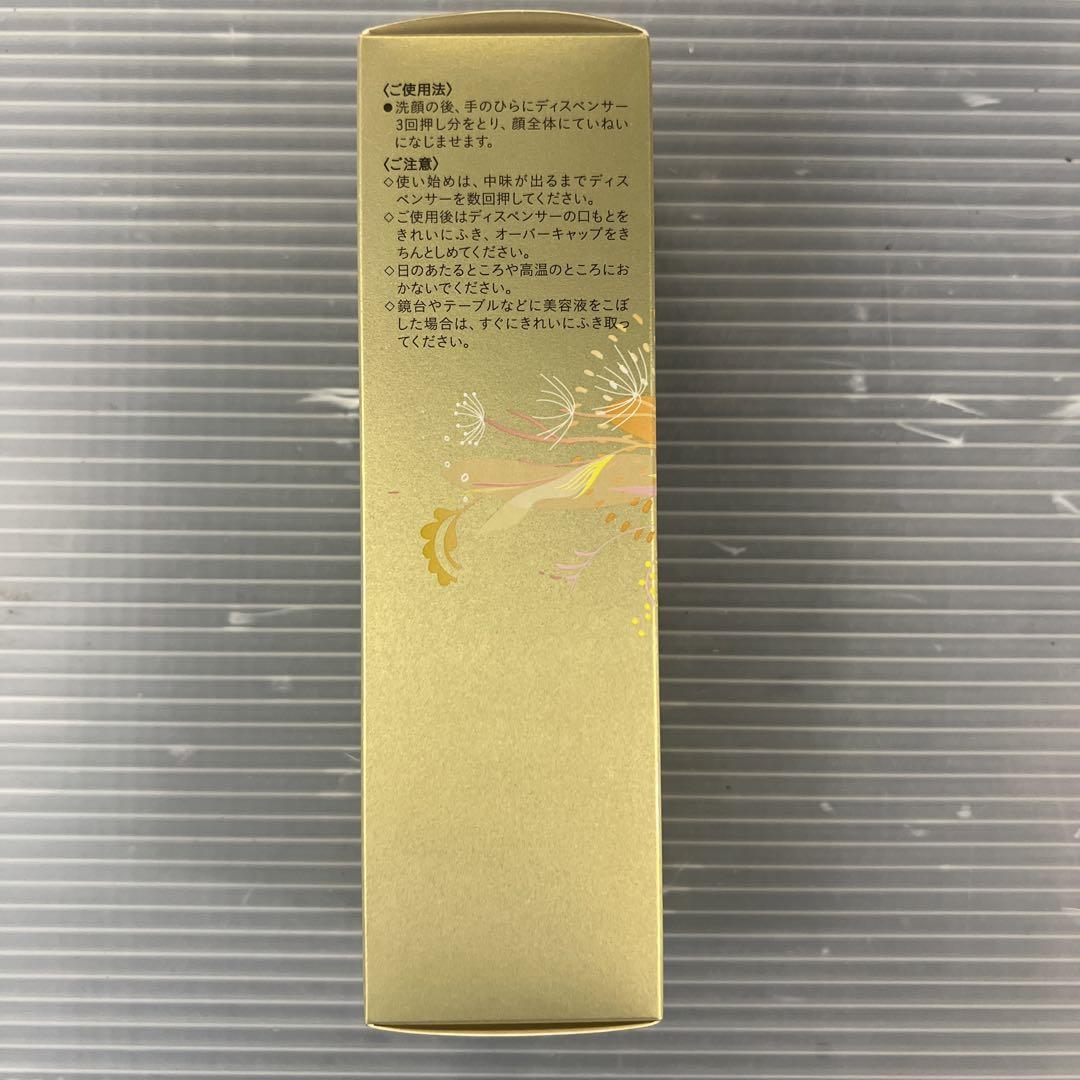 〈ご使用法〉
●洗顔の後、手のひらにディスペンサー
3回押し分をとり、顔全体にていねい
になじませます。
〈ご注意〉
◇使い始めは、中味が出るまでディス
ペンサーを数回押してください。
◇ご使用後はディスペンサーの口もとを
きれいにふき、オーバーキャップをき
ちんとしめてください。
◇日のあたるところや高温のところにお
かないでください。
◇鏡台やテーブルなどに美容液をこぼ
した場合は、すぐにきれいにふき取っ
てください。